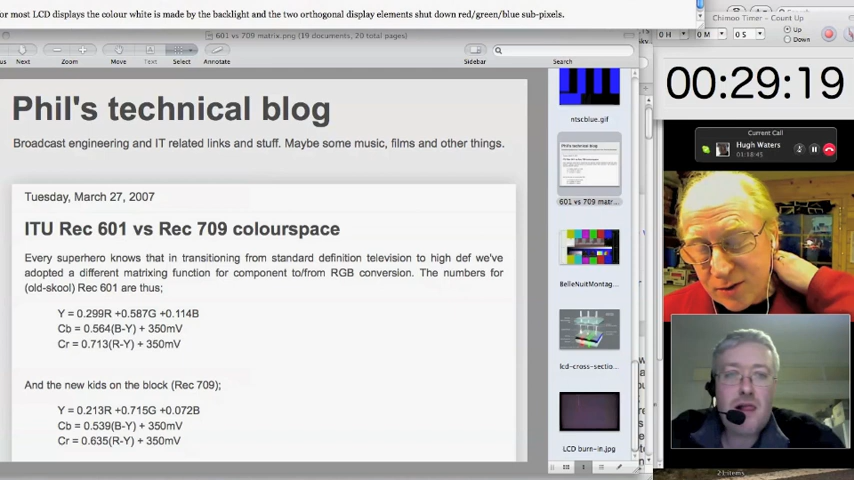 or most LCD displays the colour white is made by the backlight and the two orthogonal display elements shut down red/green/blue sub-pixels.
601 vs 709 matrix.png (19 documents, 20 total pages)
Next
Zoom
Move
Text
Select
Annotate
Sidebar
Search
Phil's technical blog
Broadcast engineering and IT related links and stuff. Maybe some music, films and other things.
Tuesday, March 27, 2007
ITU Rec 601 vs Rec 709 colourspace
Every superhero knows that in transitioning from standard definition television to high def we've
adopted a different matrixing function for component to/from RGB conversion. The numbers for
(old-skool) Rec 601 are thus;
Y = 0.299R +0.587G +0.114B
Cb = 0.564(B-Y) + 350mV
Cr = 0.713(R-Y) + 350mV
And the new kids on the block (Rec 709);
Y = 0.213R +0.715G +0.072B
Cb = 0.539(B-Y) + 350mV
Cr = 0.635(R-Y) + 350mV
ntscblue.gif
601 vs 709 matr...
BelleNuitMontag...
lcd-cross-sectio...
LCD burn-in.jpg
Chimoo Timer - Count Up
0 H
0 M
0 S
Up
Down
00:29:19
Current Call
Hugh Waters
01:18:45
21 items